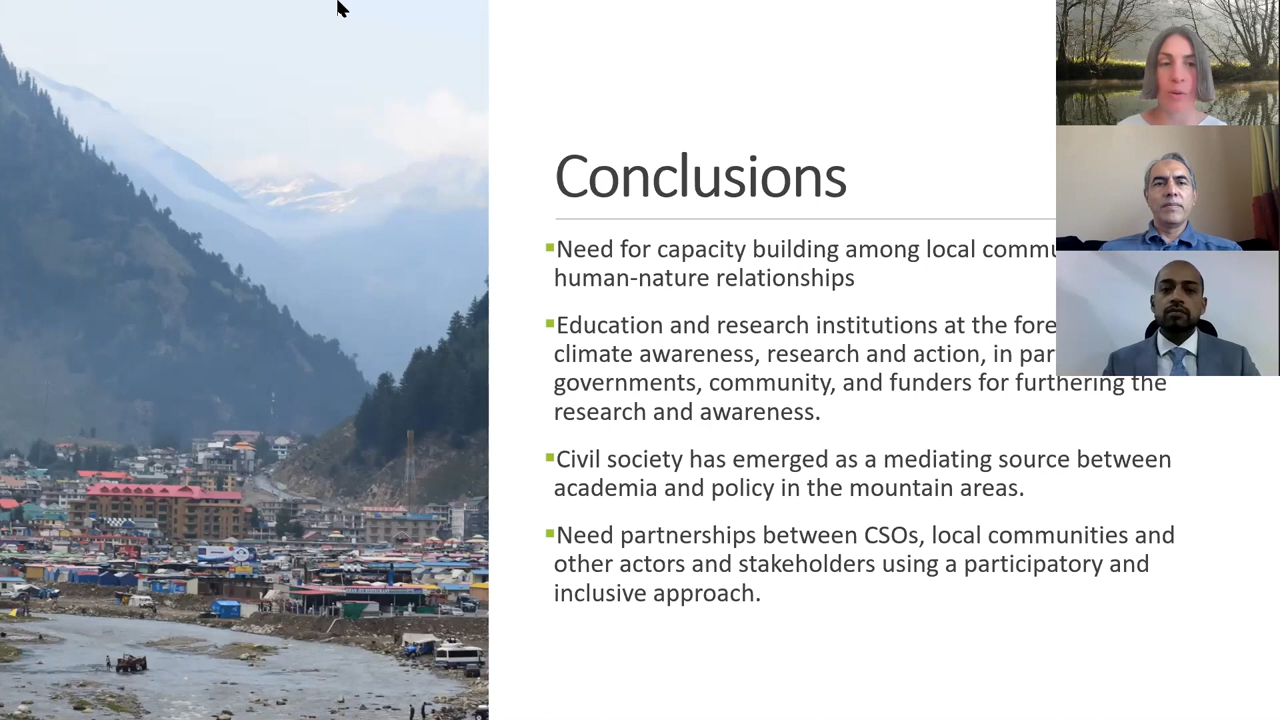 Conclusions
▪Need for capacity building among local
human-nature relationships
▪Education and research institutions at the
climate awareness, research and action, in
governments, community, and funders for furthering the
research and awareness.
▪Civil society has emerged as a mediating source between
academia and policy in the mountain areas.
▪Need partnerships between CSOs, local communities and
other actors and stakeholders using a participatory and
inclusive approach.